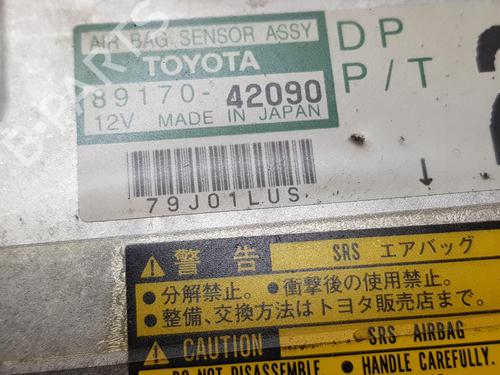 AIR BAG SENSOR ASSY
TOYOTA
89170-42090
12V MADE IN JAPAN
DP
P/T
79J01LUS
警告 SRS エアバッグ
●分解禁止。●衝撃後の使用禁止。
●整備、交換方法はトヨタ販売店まで。
CAUTION SRS AIRBAG
●DO NOT DISASSEMBLE. ●HANDLE CAREFULLY.